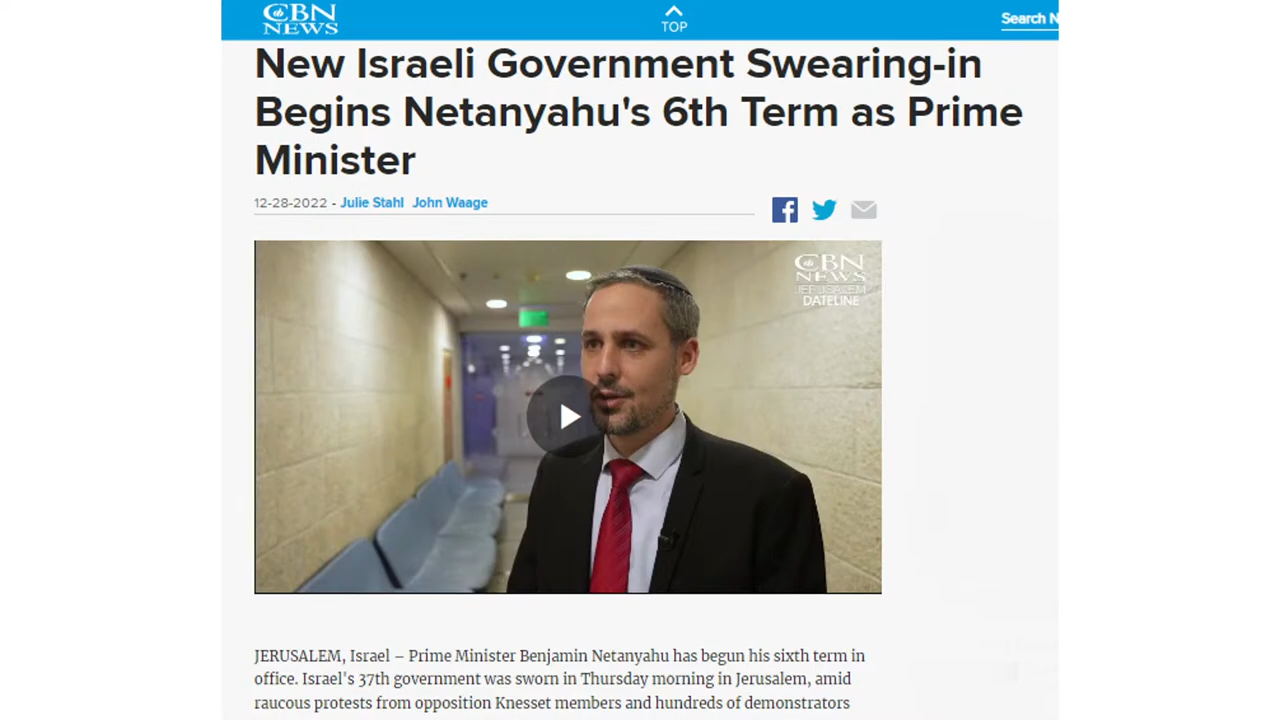 CBN
NEWS
TOP
Search N
New Israeli Government Swearing-in
Begins Netanyahu's 6th Term as Prime
Minister
12-28-2022 - Julie Stahl John Waage
CBN
NEWS
JERUSALEM
DATELINE
JERUSALEM, Israel – Prime Minister Benjamin Netanyahu has begun his sixth term in
office. Israel's 37th government was sworn in Thursday morning in Jerusalem, amid
raucous protests from opposition Knesset members and hundreds of demonstrators